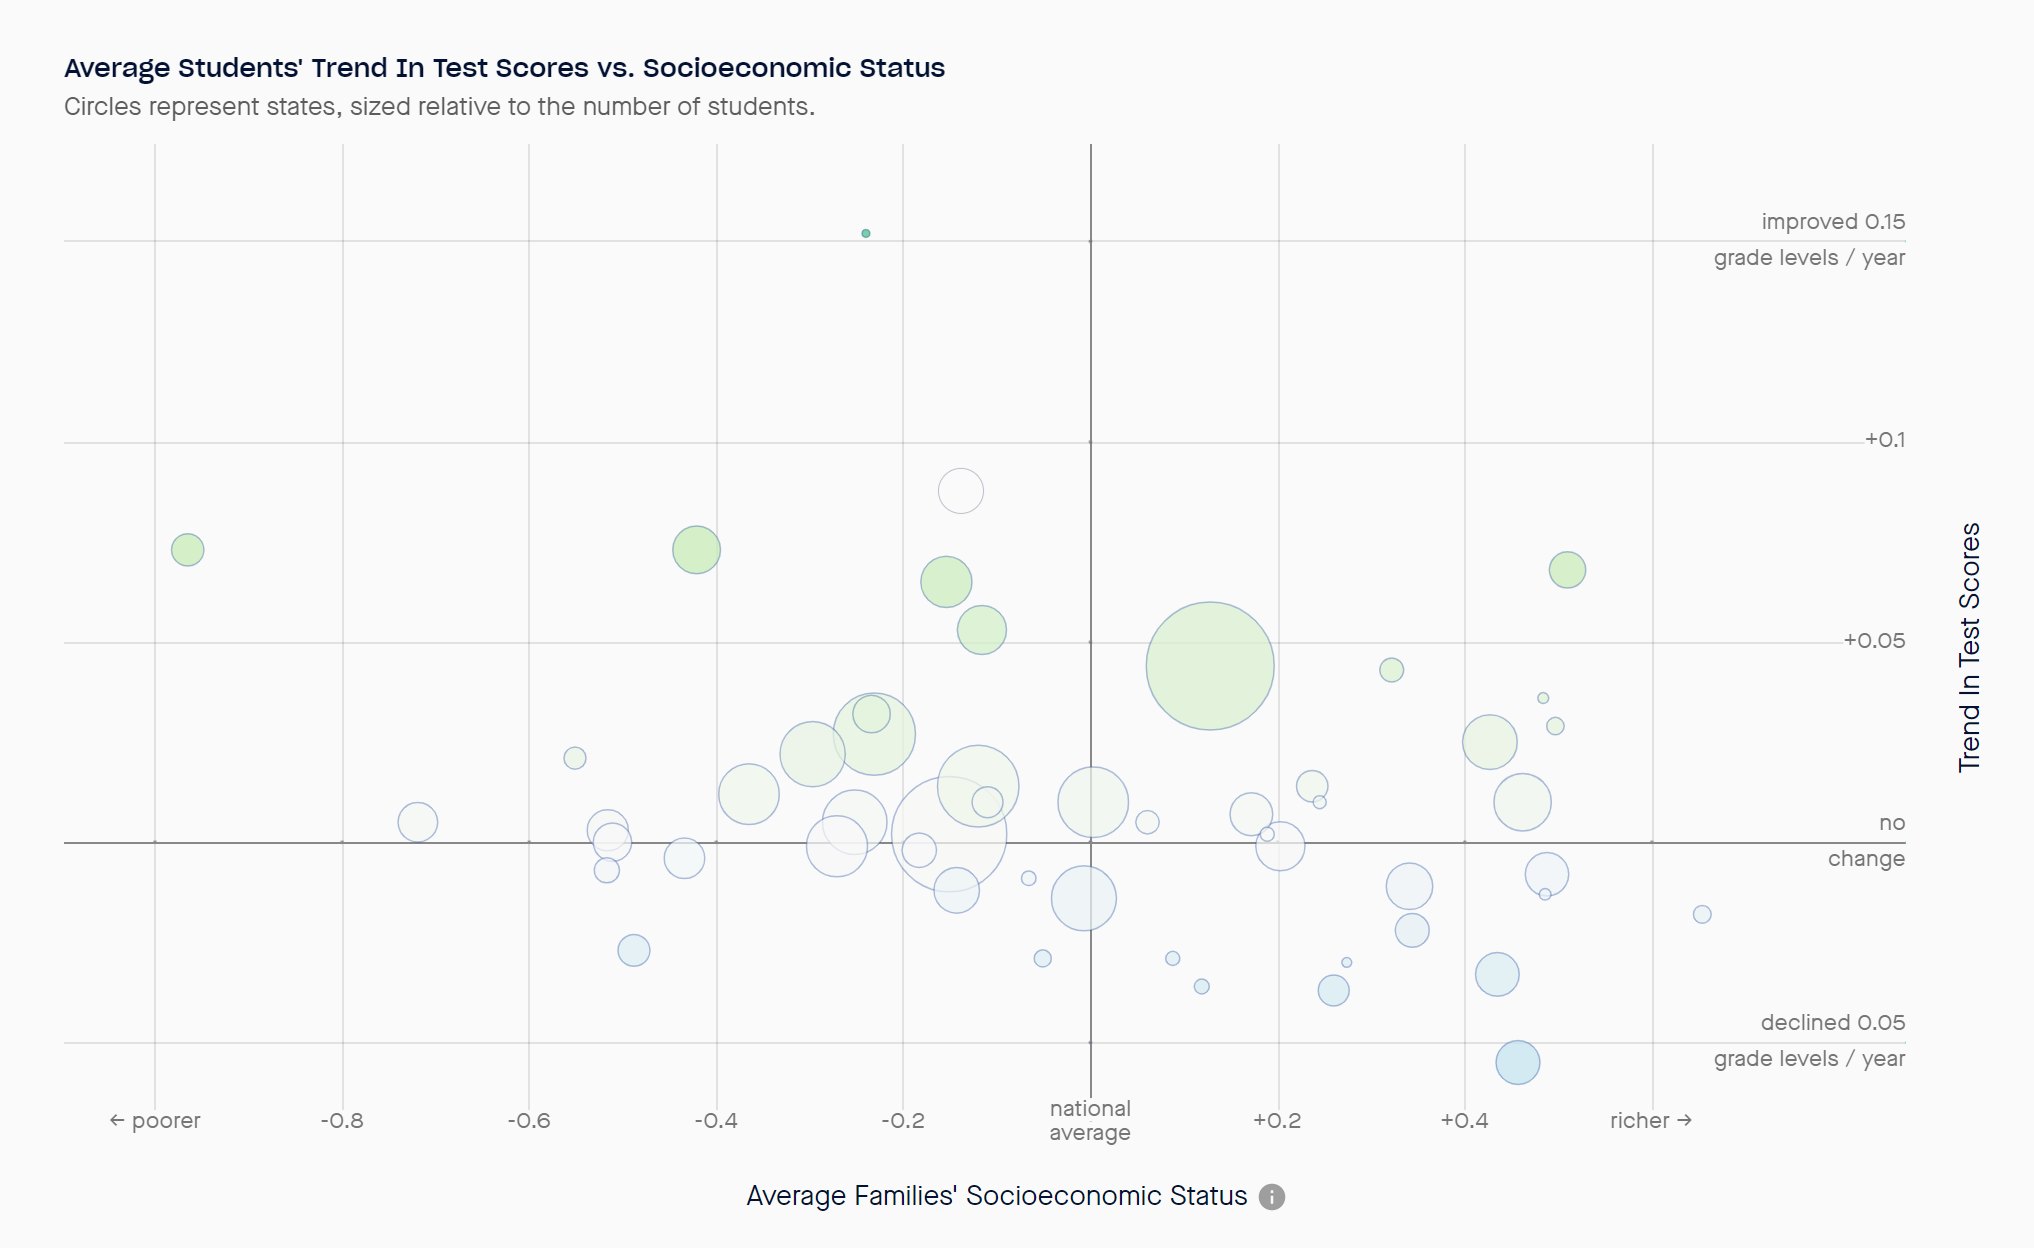 Average Students' Trend In Test Scores vs. Socioeconomic Status
Circles represent states, sized relative to the number of students.
improved 0.15
grade levels / year
+0.1
+0.05
no
change
declined 0.05
grade levels / year
Trend In Test Scores
← poorer
-0.8
-0.6
-0.4
-0.2
national
average
+0.2
+0.4
richer →
Average Families' Socioeconomic Status